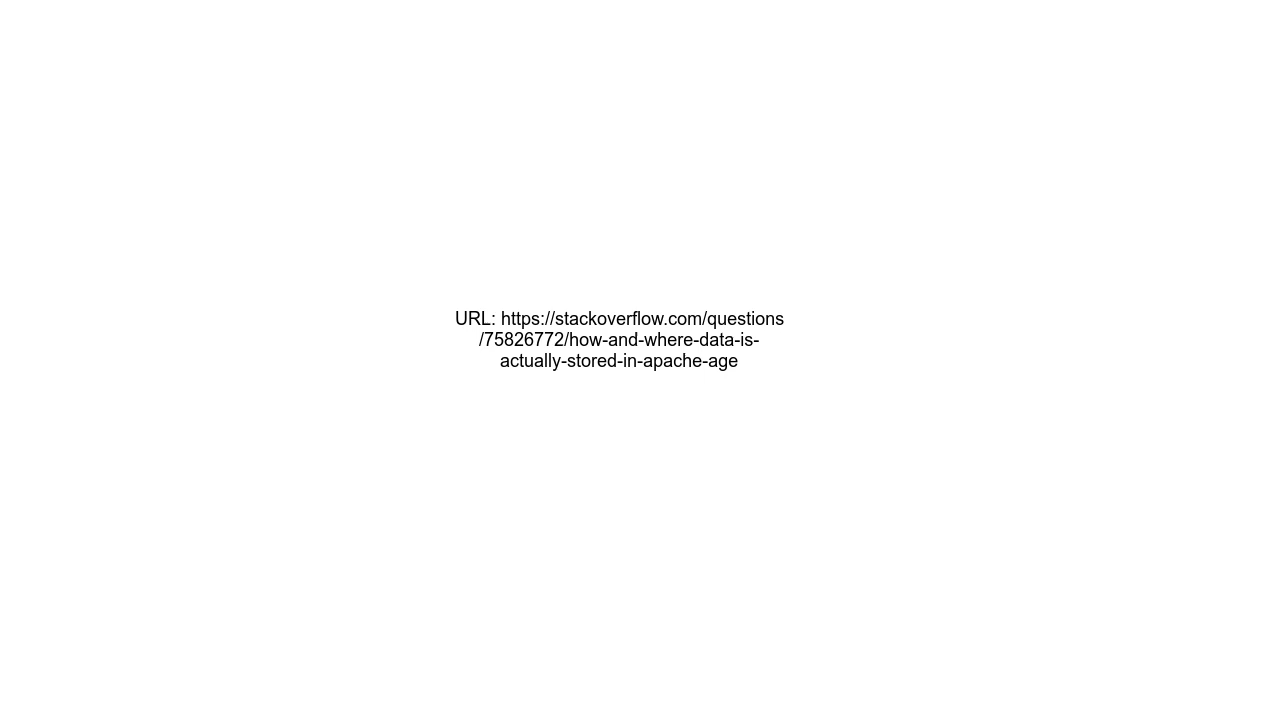 URL: https://stackoverflow.com/questions
/75826772/how-and-where-data-is-
actually-stored-in-apache-age